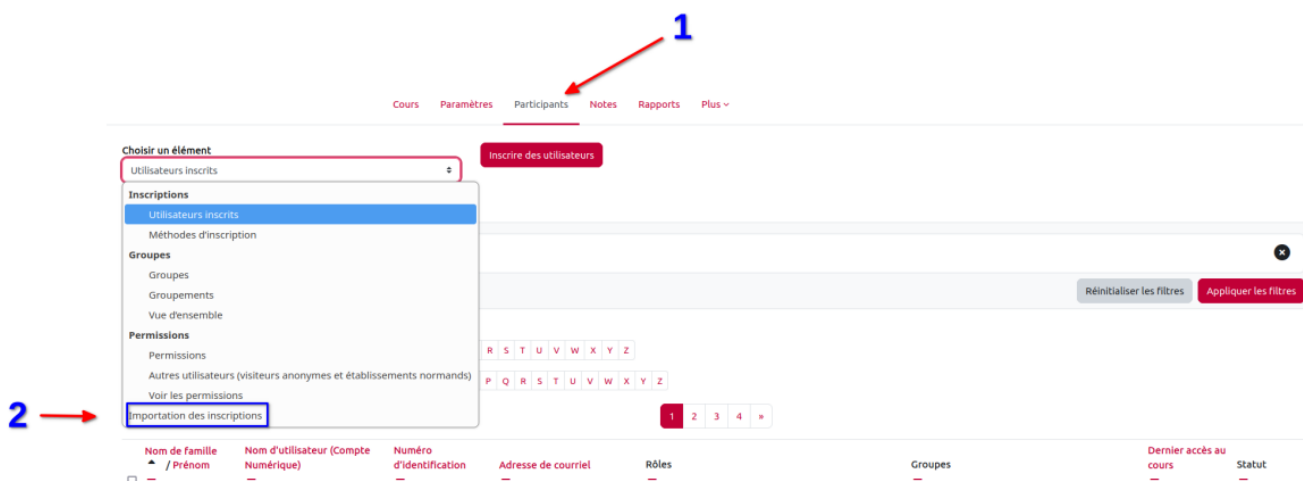 1
Cours Paramètres Participants Notes Rapports Plus
Choisir un élément
Inscrire des utilisateurs
Utilisateurs inscrits
Inscriptions
Utilisateurs inscrits
Méthodes d'inscription
Groupes
Groupes
Groupements
Réinitialiser les filtres Appliquer les filtres
Vue d'ensemble
Permissions
Permissions
R S T U V W X Y Z
Autres utilisateurs (visiteurs anonymes et établissements normands)
P Q R S T U V W X Y Z
Voir les permissions
2 Importation des inscriptions
1 2 3 4 »
Nom de famille / Prénom
Nom d'utilisateur (Compte Numérique)
Numéro d'identification
Adresse de courriel
Rôles
Groupes
Dernier accès au cours
Statut